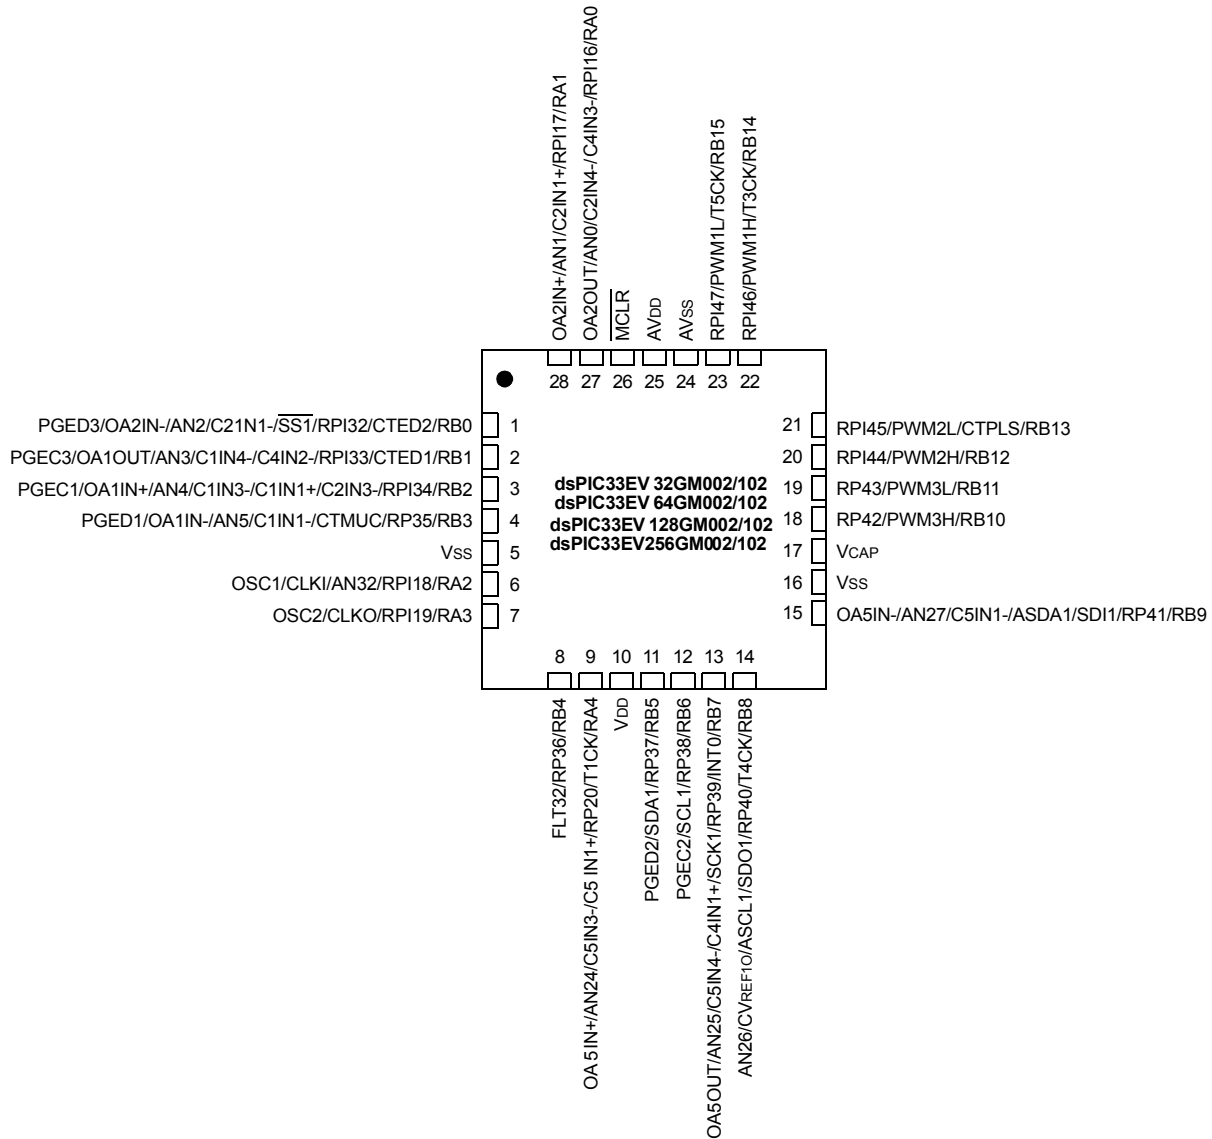 OA2IN+/AN1/C2IN1+/RPI17/RA1
OA2OUT/AN0/C2IN4-/C4IN3-/RPI16/RA0
MCLR
AVDD
AVSS
RPI47/PWM1L/T5CK/RB15
RPI46/PWM1H/T3CK/RB14
28 27 26 25 24 23 22
PGED3/OA2IN-/AN2/C21N1-/SS1/RPI32/CTED2/RB0 1
PGEC3/OA1OUT/AN3/C1IN4-/C4IN2-/RPI33/CTED1/RB1 2
PGEC1/OA1IN+/AN4/C1IN3-/C1IN1+/C2IN3-/RPI34/RB2 3
PGED1/OA1IN-/AN5/C1IN1-/CTMUC/RP35/RB3 4
VSS 5
OSC1/CLKI/AN32/RPI18/RA2 6
OSC2/CLKO/RPI19/RA3 7
dsPIC33EV 32GM002/102
dsPIC33EV 64GM002/102
dsPIC33EV 128GM002/102
dsPIC33EV256GM002/102
21 RPI45/PWM2L/CTPLS/RB13
20 RPI44/PWM2H/RB12
19 RP43/PWM3L/RB11
18 RP42/PWM3H/RB10
17 VCAP
16 VSS
15 OA5IN-/AN27/C5IN1-/ASDA1/SDI1/RP41/RB9
8 9 10 11 12 13 14
FLT32/RP36/RB4
OA5IN+/AN24/C5IN3-/C5 IN1+/RP20/T1CK/RA4
VDD
PGED2/SDA1/RP37/RB5
PGEC2/SCL1/RP38/RB6
OA5OUT/AN25/C5IN4-/C4IN1+/SCK1/RP39/INT0/RB7
AN26/CVREF1O/ASCL1/SDO1/RP40/T4CK/RB8